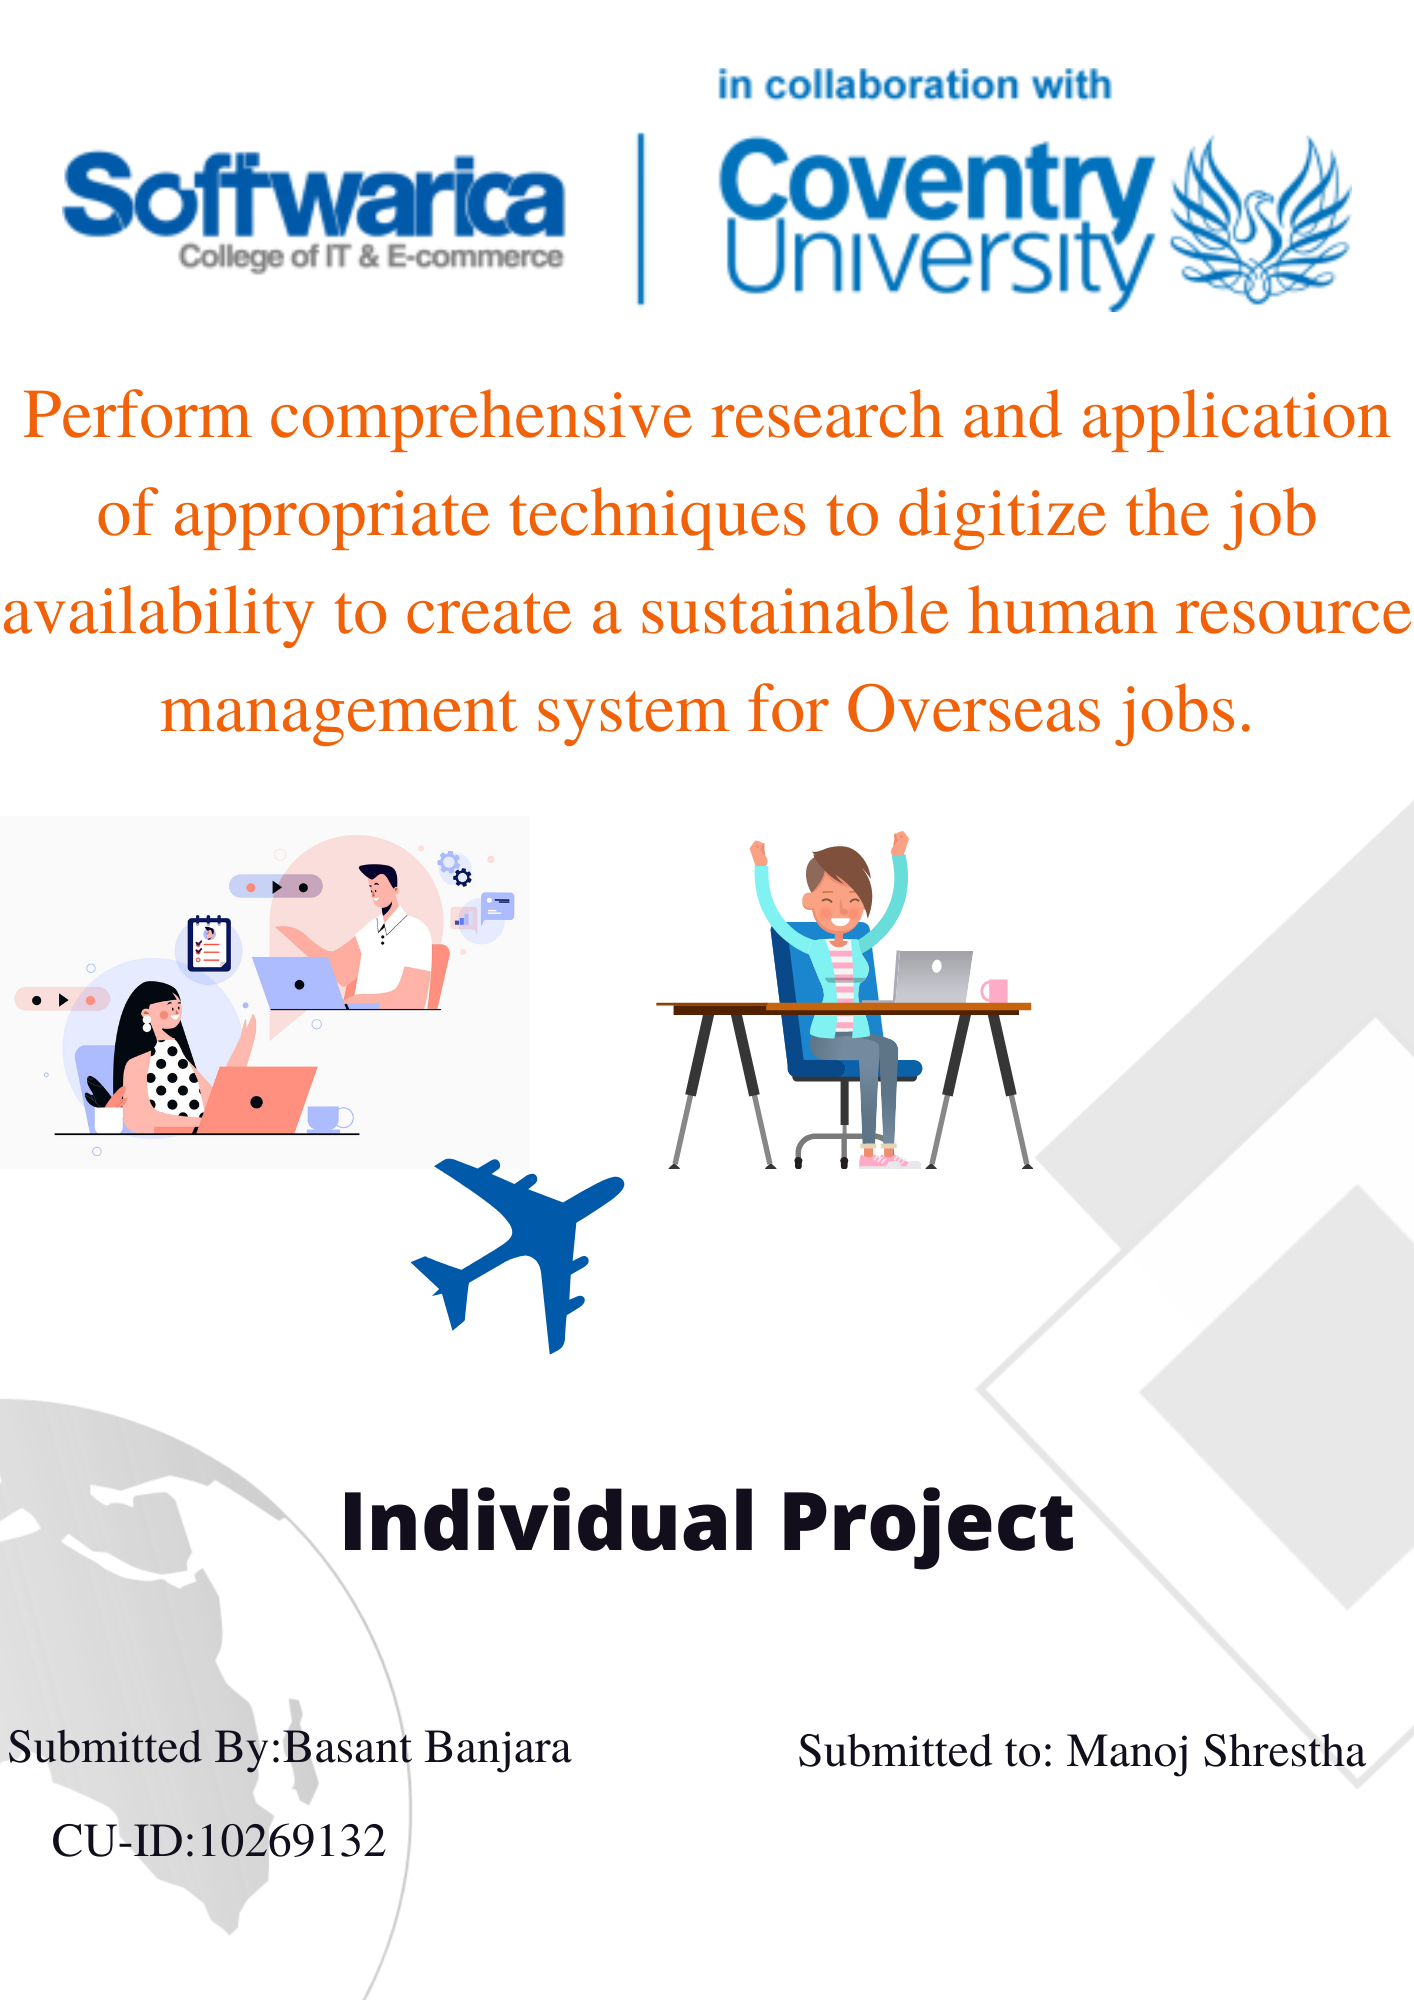 in collaboration with
Softwarica
College of IT & E-commerce
Coventry
University
Perform comprehensive research and application
of appropriate techniques to digitize the job
availability to create a sustainable human resource
management system for Overseas jobs.
Individual Project
Submitted By:Basant Banjara
Submitted to: Manoj Shrestha
CU-ID:10269132